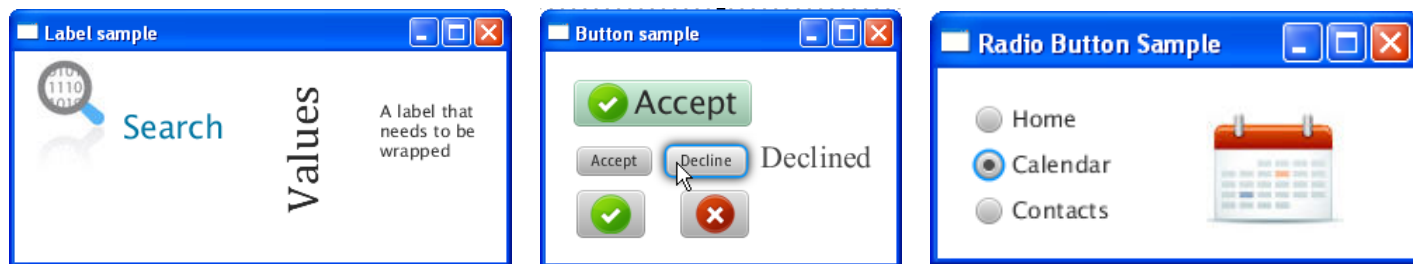 Label sample
1110
Search
Values
A label that
needs to be
wrapped
Button sample
Accept
Accept
Decline
Declined
Radio Button Sample
Home
Calendar
Contacts